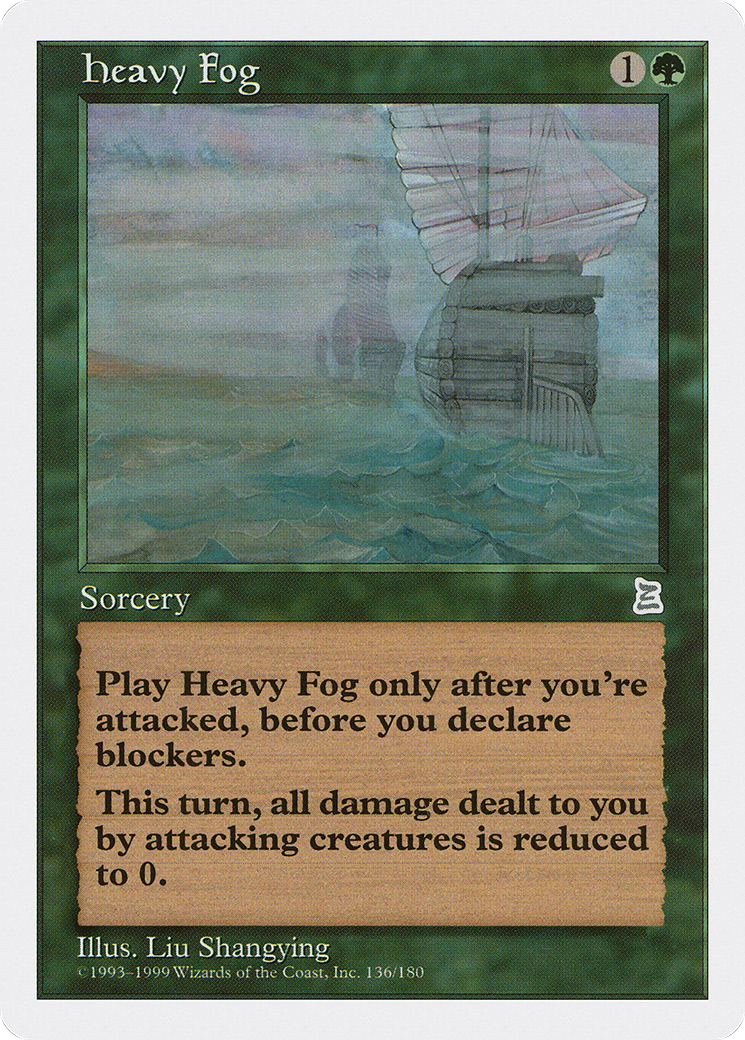 Heavy Fog 1
Sorcery
Play Heavy Fog only after you're
attacked, before you declare
blockers.
This turn, all damage dealt to you
by attacking creatures is reduced
to 0.
Illus. Liu Shangying
©1993–1999 Wizards of the Coast, Inc. 136/180